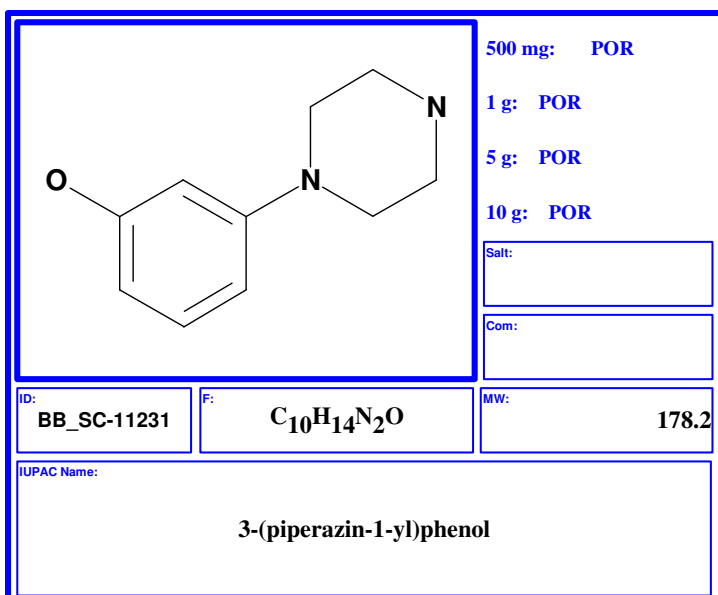 500 mg: POR
1 g: POR
5 g: POR
10 g: POR
N
O
N
Salt:
Com:
ID:
BB_SC-11231
F:
C10H14N2O
MW:
178.2
IUPAC Name:
3-(piperazin-1-yl)phenol